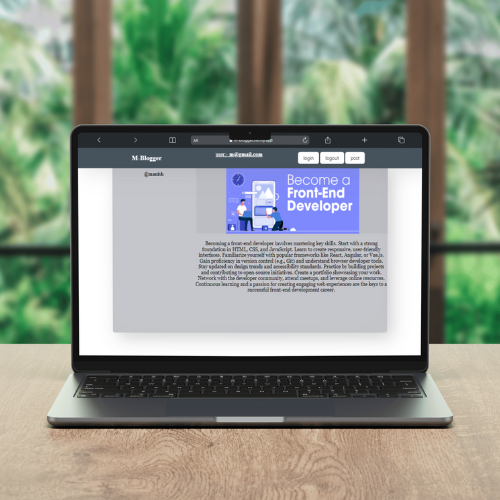 M-Blogger
login
logout
post
@manish
Become a
Front-End
Developer
Becoming a front-end developer involves mastering key skills. Start with a strong
foundation in HTML, CSS, and JavaScript. Learn to create responsive, user-friendly
interfaces. Familiarize yourself with popular frameworks like React, Angular, or Vue.js.
Gain proficiency in version control (e.g., Git) and understand browser developer tools.
Stay updated on design trends and accessibility standards. Practice by building projects
and contributing to open-source initiatives. Create a portfolio showcasing your work.
Network with the developer community, attend meetups, and leverage online resources.
Continuous learning and a passion for creating engaging web experiences are the keys to a
successful front-end development career.